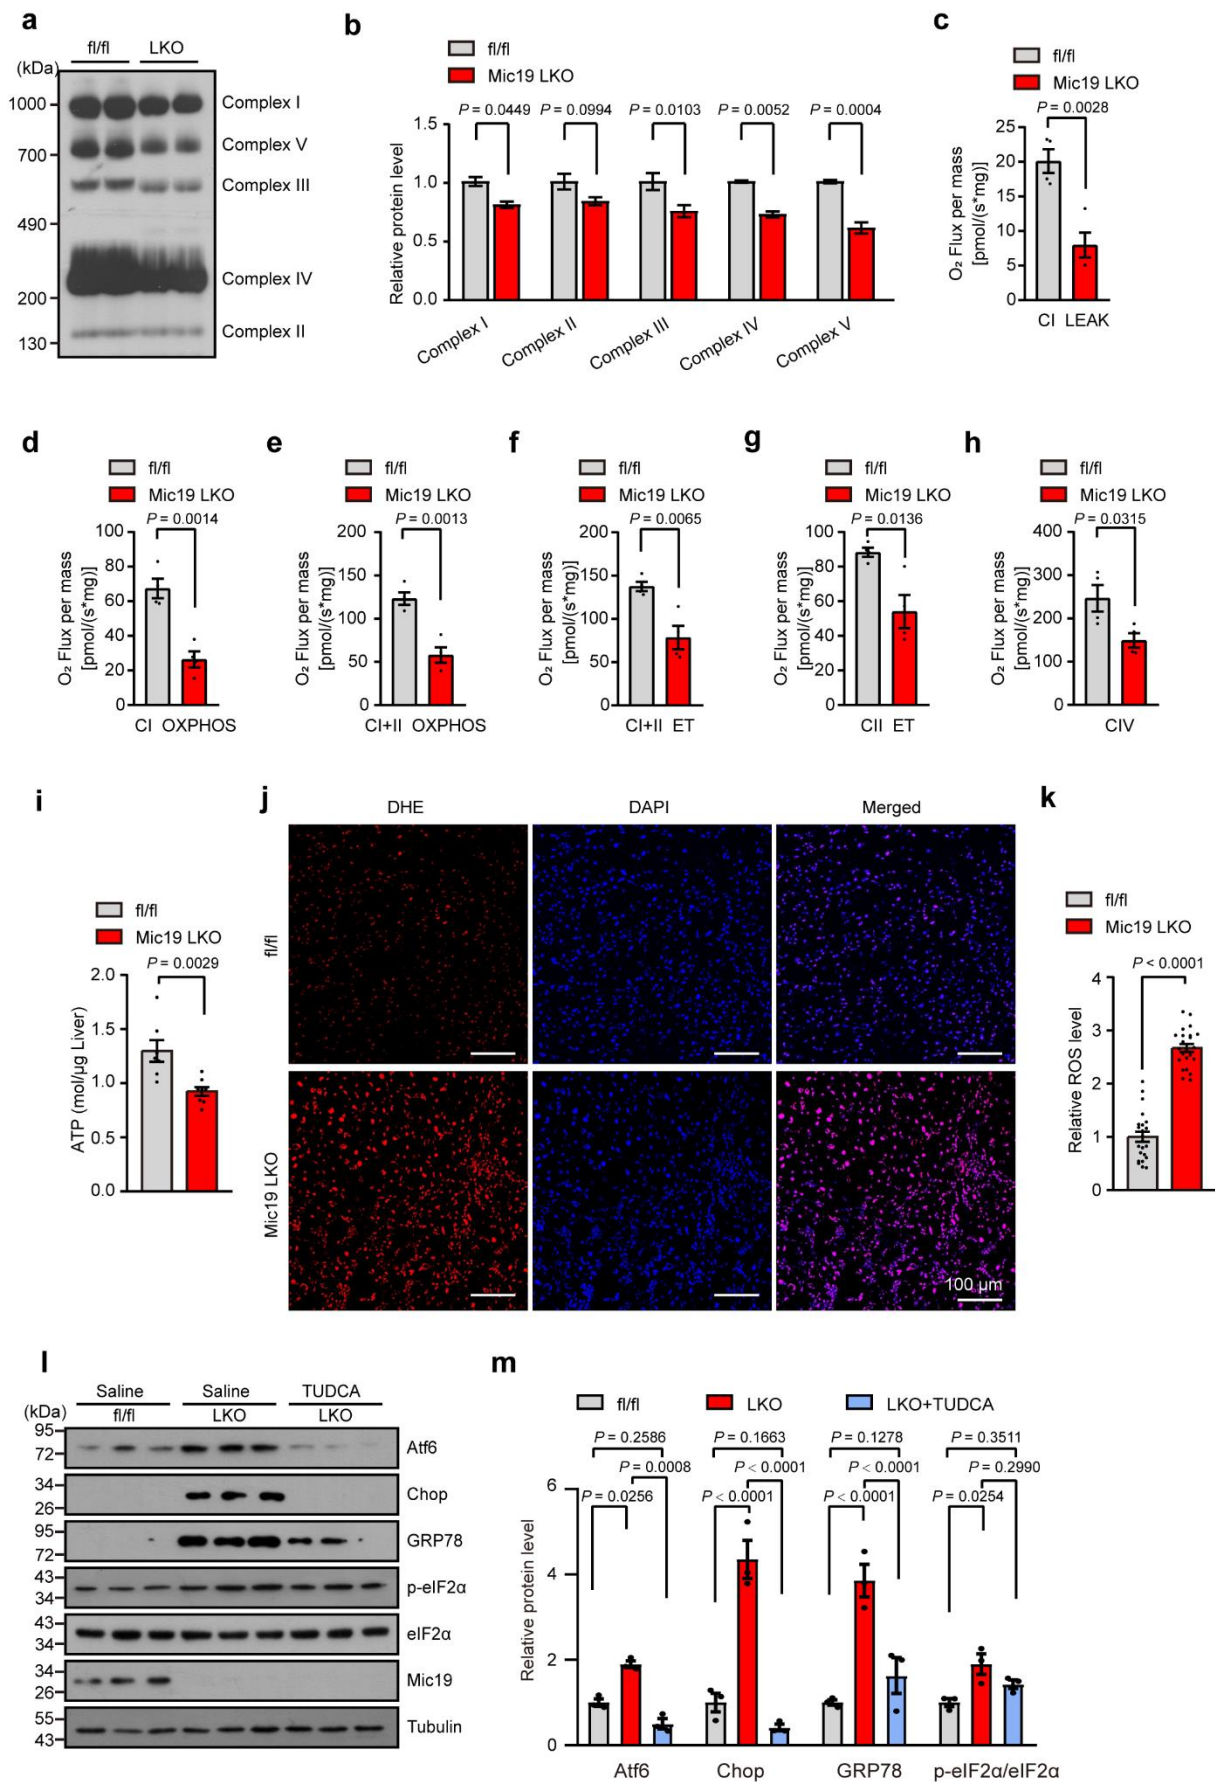 a
fl/fl LKO
(kDa)
1000
700
490
200
130
Complex I
Complex V
Complex III
Complex IV
Complex II
b
fl/fl
Mic19 LKO
P = 0.0449
P = 0.0994
P = 0.0103
P = 0.0052
P = 0.0004
Relative protein level
1.5
1.0
0.5
0.0
Complex I
Complex II
Complex III
Complex IV
Complex V
c
fl/fl
Mic19 LKO
P = 0.0028
O₂ Flux per mass
[pmol/(s*mg)]
25
20
15
10
5
0
CI LEAK
d
fl/fl
Mic19 LKO
P = 0.0014
O₂ Flux per mass
[pmol/(s*mg)]
100
80
60
40
20
0
CI OXPHOS
e
fl/fl
Mic19 LKO
P = 0.0013
O₂ Flux per mass
[pmol/(s*mg)]
200
150
100
50
0
CI+II OXPHOS
f
fl/fl
Mic19 LKO
P = 0.0065
O₂ Flux per mass
[pmol/(s*mg)]
200
150
100
50
0
CI+II ET
g
fl/fl
Mic19 LKO
P = 0.0136
O₂ Flux per mass
[pmol/(s*mg)]
100
80
60
40
20
0
CII ET
h
fl/fl
Mic19 LKO
P = 0.0315
O₂ Flux per mass
[pmol/(s*mg)]
400
300
200
100
0
CIV
i
fl/fl
Mic19 LKO
P = 0.0029
ATP (mol/μg Liver)
2.0
1.5
1.0
0.5
0.0
j
DHE DAPI Merged
fl/fl
Mic19 LKO
100 μm
k
fl/fl
Mic19 LKO
P < 0.0001
Relative ROS level
4
3
2
1
0
l
Saline Saline TUDCA
(kDa) fl/fl LKO LKO
95
72
Atf6
34
26
Chop
95
72
GRP78
43
34
p-eIF2α
43
34
eIF2α
34
26
Mic19
55
43
Tubulin
m
fl/fl LKO LKO+TUDCA
P = 0.2586 P = 0.1663 P = 0.1278 P = 0.3511
P = 0.0008 P < 0.0001 P < 0.0001 P = 0.2990
P = 0.0256 P < 0.0001 P < 0.0001 P = 0.0254
Relative protein level
6
4
2
0
Atf6 Chop GRP78 p-eIF2α/eIF2α